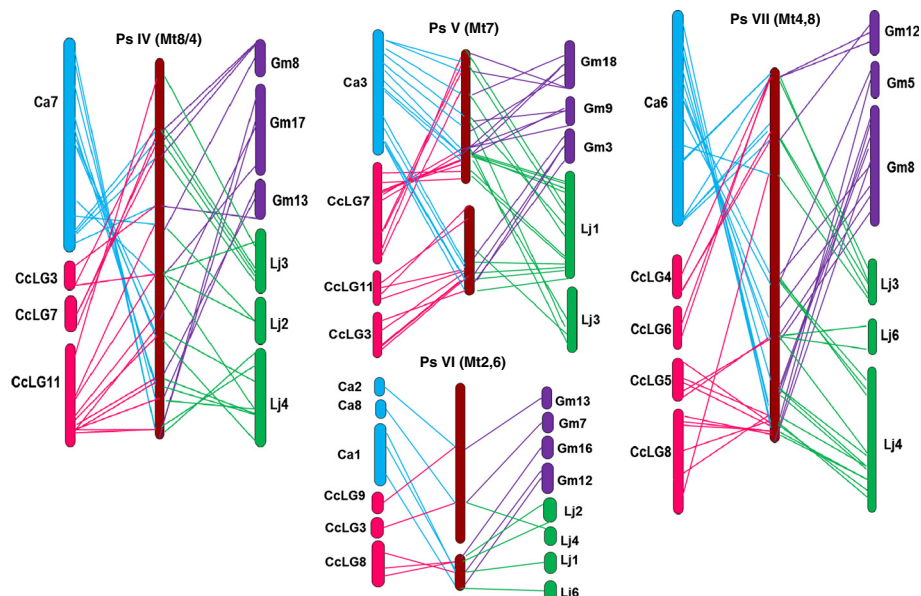 Ps IV (Mt8/4)
Ca7
CcLG3
CcLG7
CcLG11
Gm8
Gm17
Gm13
Lj3
Lj2
Lj4
Ps V (Mt7)
Ca3
CcLG7
CcLG11
CcLG3
Gm18
Gm9
Gm3
Lj1
Lj3
Ps VI (Mt2,6)
Ca2
Ca8
Ca1
CcLG9
CcLG3
CcLG8
Gm13
Gm7
Gm16
Gm12
Lj2
Lj4
Lj1
Lj6
Ps VII (Mt4,8)
Ca6
CcLG4
CcLG6
CcLG5
CcLG8
Gm12
Gm5
Gm8
Lj3
Lj6
Lj4